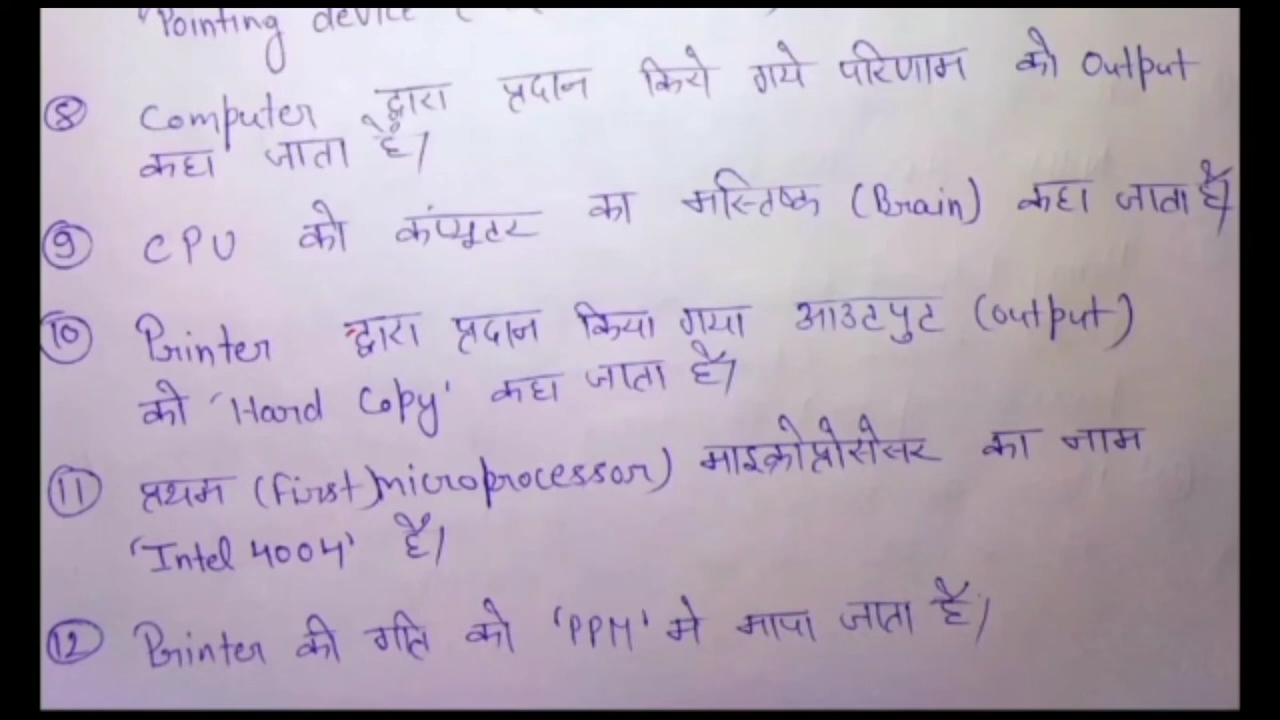 "Pointing device (
⑧ Computer द्वारा प्रदान किये गये परिणाम को Output
कहा जाता है।
⑨ CPU को कंप्यूटर का मस्तिष्क (Brain) कहा जाता है।
⑩ Printer द्वारा प्रदान किया गया आउटपुट (output)
को 'Hard Copy' कहा जाता है।
⑪ प्रथम (First) microprocessor) माइक्रोप्रोसेसर का नाम
'Intel 4004' है।
⑫ Printer की गति को 'PPM' मे मापा जाता है।